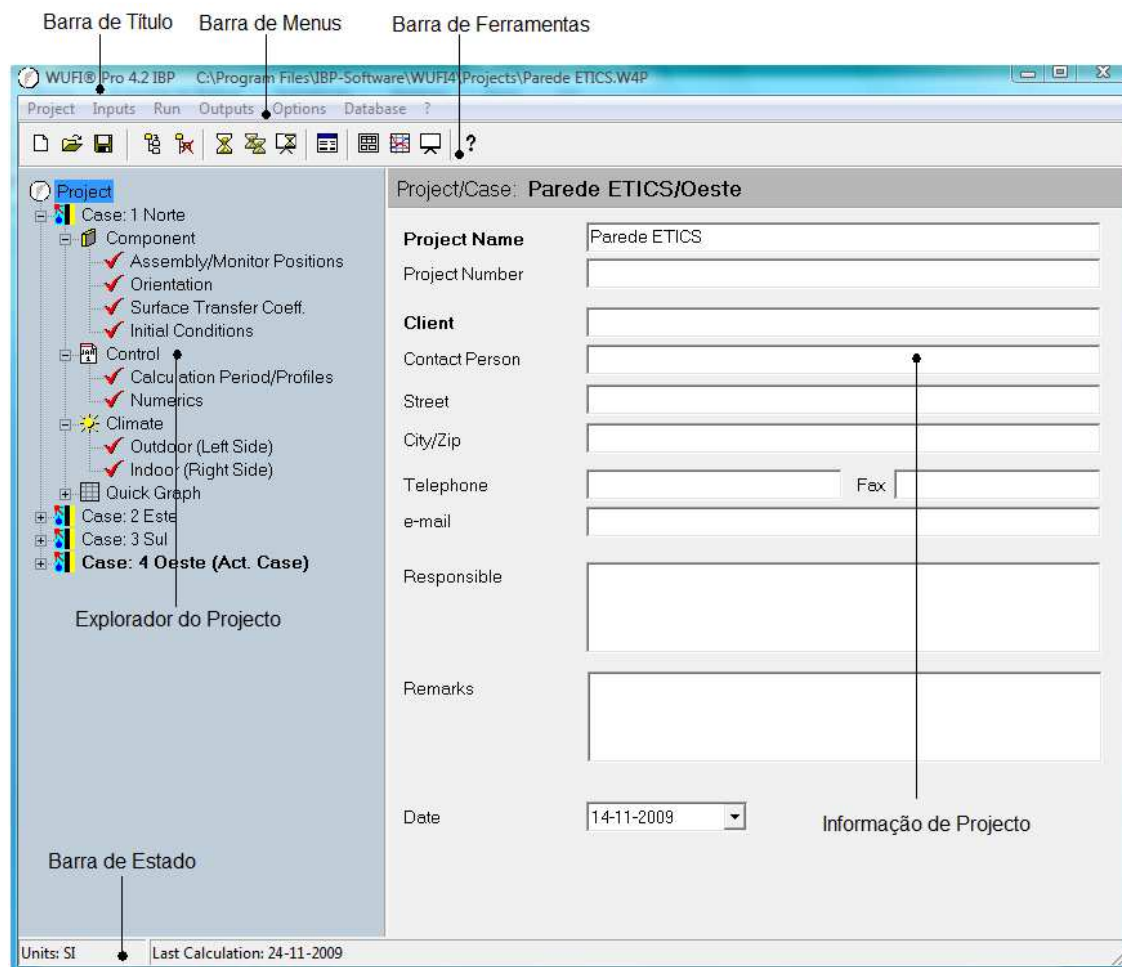 Barra de Título Barra de Menus Barra de Ferramentas
WUFI® Pro 4.2 IBP C:\Program Files\IBP-Software\WUFI4\Projects\Parede ETICS.W4P
Project Inputs Run Outputs Options Database ?
?
Project
Case: 1 Norte
Component
Assembly/Monitor Positions
Orientation
Surface Transfer Coeff.
Initial Conditions
Control
Calculation Period/Profiles
Numerics
Climate
Outdoor (Left Side)
Indoor (Right Side)
Quick Graph
Case: 2 Este
Case: 3 Sul
Case: 4 Oeste (Act. Case)
Explorador do Projecto
Barra de Estado
Project/Case: Parede ETICS/Oeste
Project Name Parede ETICS
Project Number
Client
Contact Person
Street
City/Zip
Telephone Fax
e-mail
Responsible
Remarks
Date 14-11-2009
Informação de Projecto
Units: SI Last Calculation: 24-11-2009